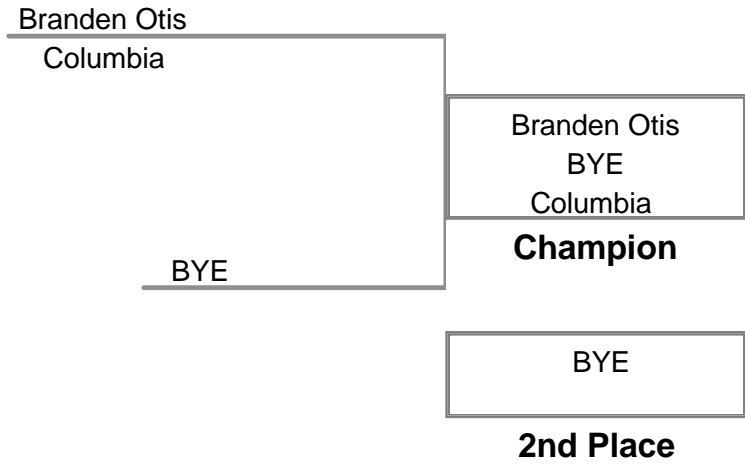 Branden Otis
Columbia
Branden Otis
BYE
Columbia
Champion
BYE
BYE
2nd Place